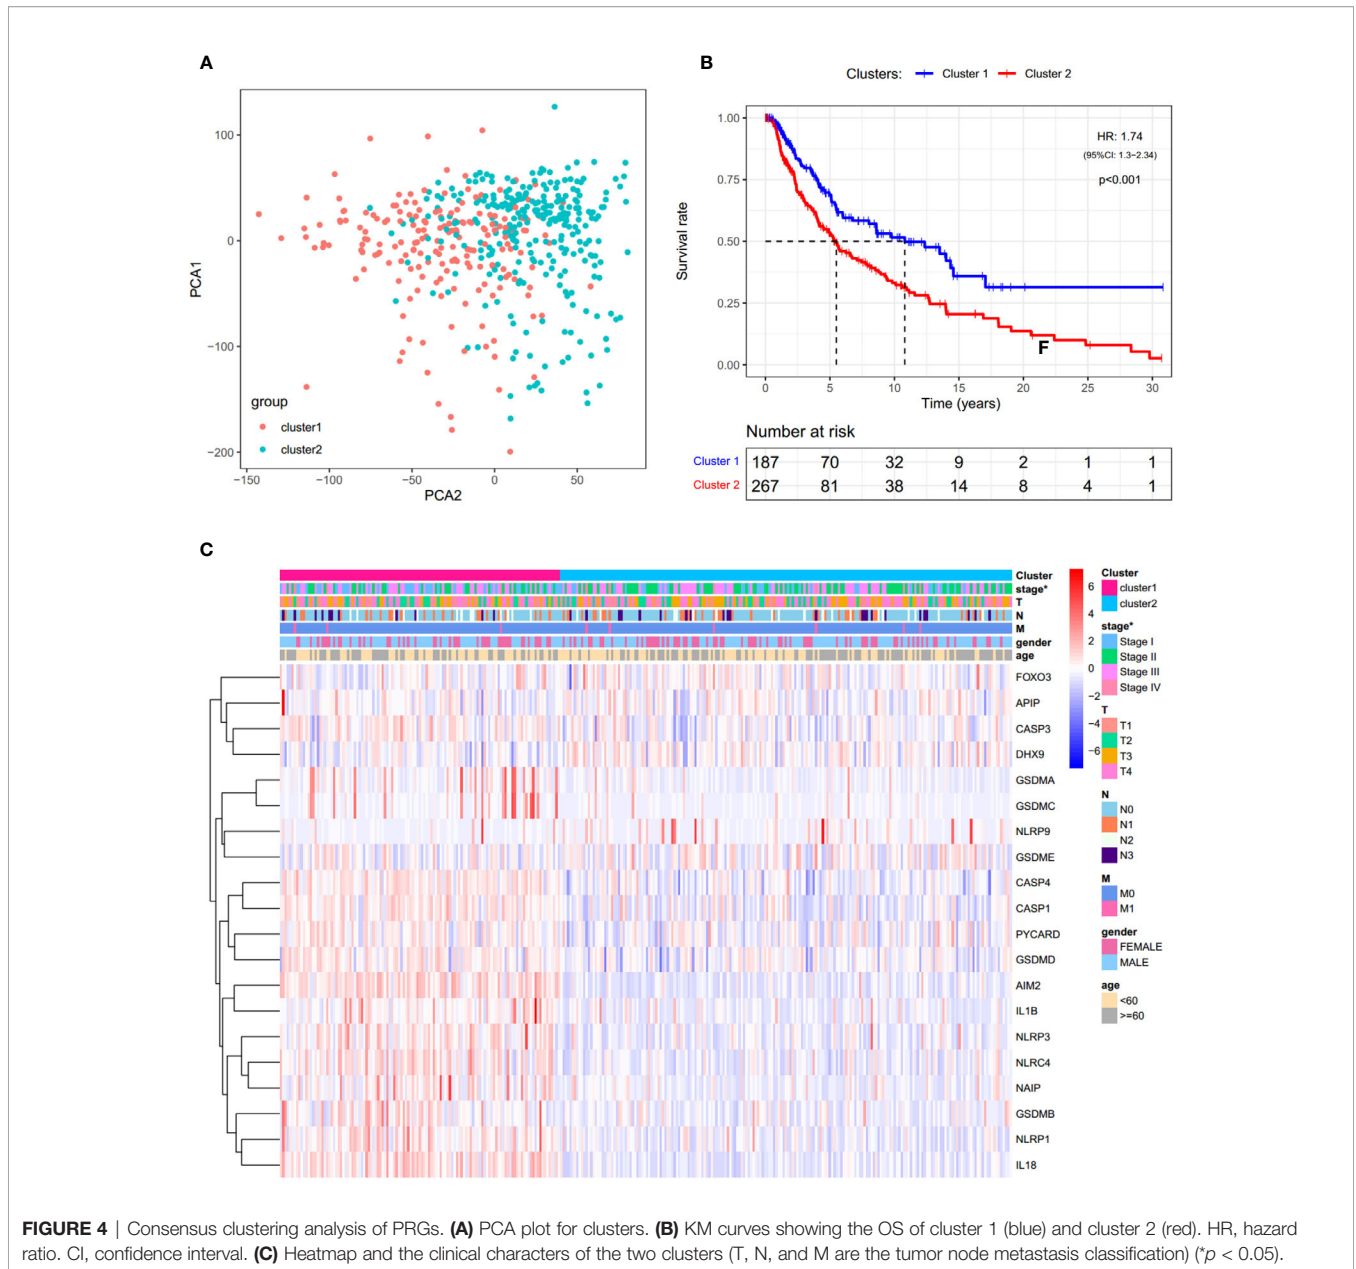 A
100
0
−100
−200
−150
−100
−50
0
50
PCA1
PCA2
group
cluster1
cluster2
B
Clusters: Cluster 1 Cluster 2
1.00
0.75
0.50
0.25
0.00
Survival rate
HR: 1.74
(95%CI: 1.3−2.34)
p<0.001
F
0 5 10 15 20 25 30
Time (years)
Number at risk
Cluster 1 187 70 32 9 2 1 1
Cluster 2 267 81 38 14 8 4 1
C
Cluster
stage*
T
N
M
gender
age
FOXO3
APIP
CASP3
DHX9
GSDMA
GSDMC
NLRP9
GSDME
CASP4
CASP1
PYCARD
GSDMD
AIM2
IL1B
NLRP3
NLRC4
NAIP
GSDMB
NLRP1
IL18
6
4
2
0
−2
−4
−6
Cluster
cluster1
cluster2
stage*
Stage I
Stage II
Stage III
Stage IV
T
T1
T2
T3
T4
N
N0
N1
N2
N3
M
M0
M1
gender
FEMALE
MALE
age
<60
>=60
FIGURE 4 | Consensus clustering analysis of PRGs. (A) PCA plot for clusters. (B) KM curves showing the OS of cluster 1 (blue) and cluster 2 (red). HR, hazard
ratio. CI, confidence interval. (C) Heatmap and the clinical characters of the two clusters (T, N, and M are the tumor node metastasis classification) (*p < 0.05).